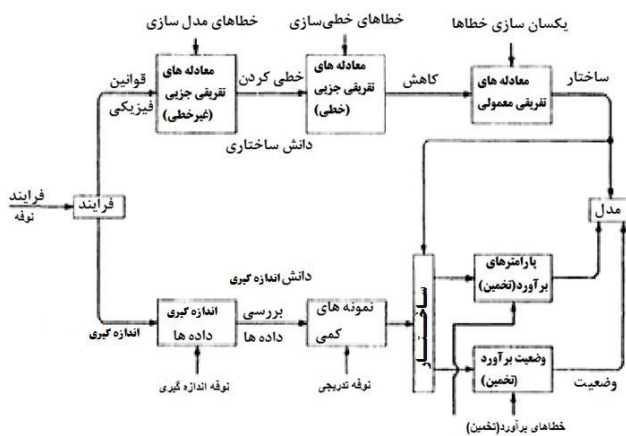 خطاهای مدل سازی
خطاهای خطی‌سازی
یکسان سازی خطاها
قوانین
فیزیکی
معادله های
تفریقی جزیی
(غیرخطی)
خطی کردن
معادله های
تفریقی جزیی
(خطی)
کاهش
معادله های
تفریقی معمولی
ساختار
دانش ساختاری
فرایند
نوفه
فرایند
مدل
دانش اندازه گیری
اندازه گیری
اندازه گیری
داده ها
بررسی
داده ها
نمونه های
کمی
ساختار
پارامترهای
برآورد(تخمین)
وضعیت برآورد
(تخمین)
وضعیت
نوفه اندازه گیری
نوفه تدریجی
خطاهای برآورد(تخمین)